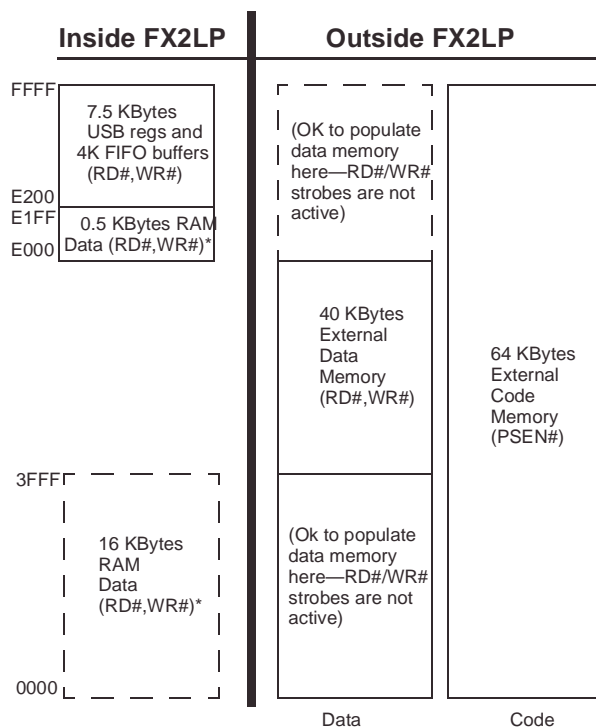 Inside FX2LP
Outside FX2LP
FFFF
7.5 KBytes
USB regs and
4K FIFO buffers
(RD#,WR#)
E200
E1FF
0.5 KBytes RAM
Data (RD#,WR#)*
E000
(OK to populate
data memory
here—RD#/WR#
strobes are not
active)
40 KBytes
External
Data
Memory
(RD#,WR#)
64 KBytes
External
Code
Memory
(PSEN#)
3FFF
16 KBytes
RAM
Data
(RD#,WR#)*
(Ok to populate
data memory
here—RD#/WR#
strobes are not
active)
0000
Data
Code